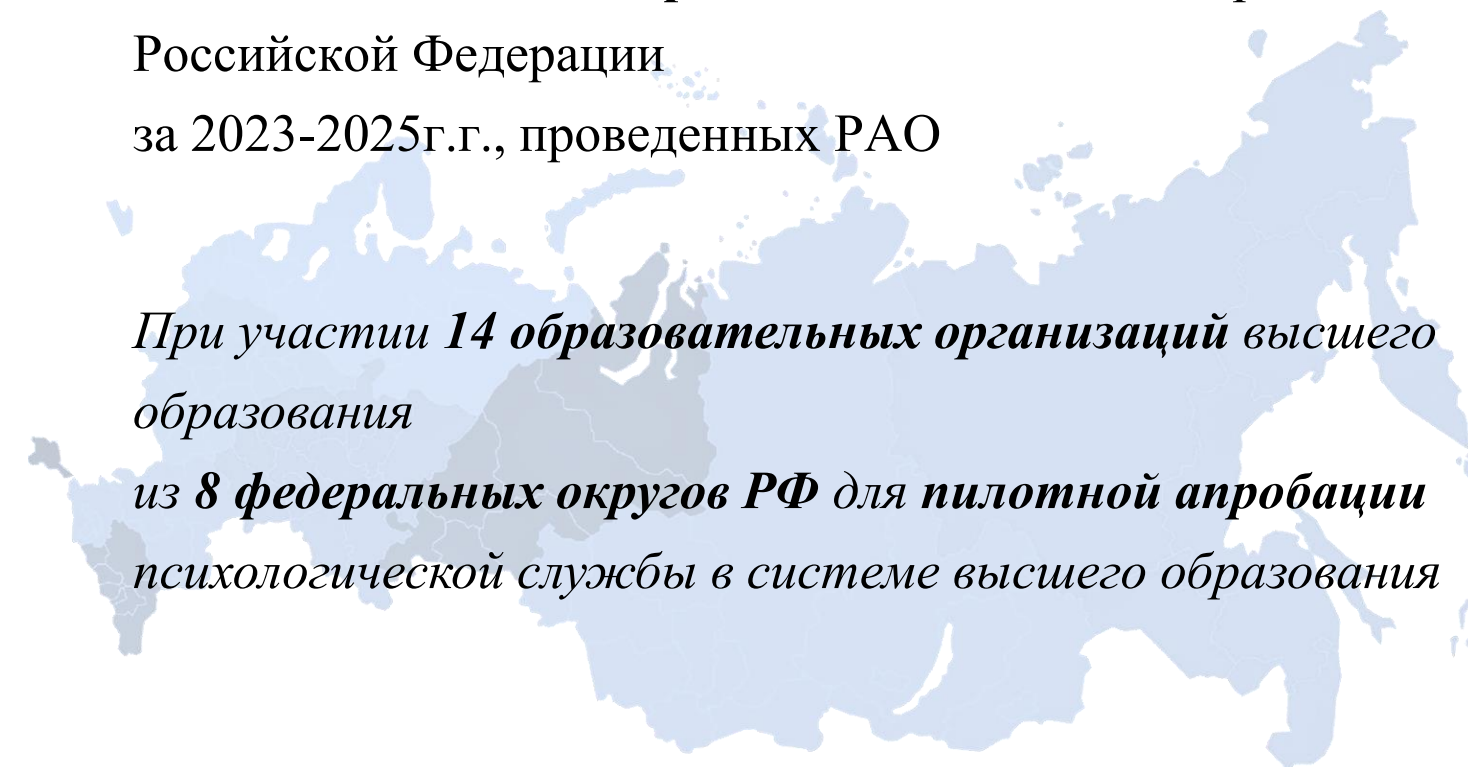 Российской Федерации
за 2023-2025г.г., проведенных РАО
При участии 14 образовательных организаций высшего
образования
из 8 федеральных округов РФ для пилотной апробации
психологической службы в системе высшего образования